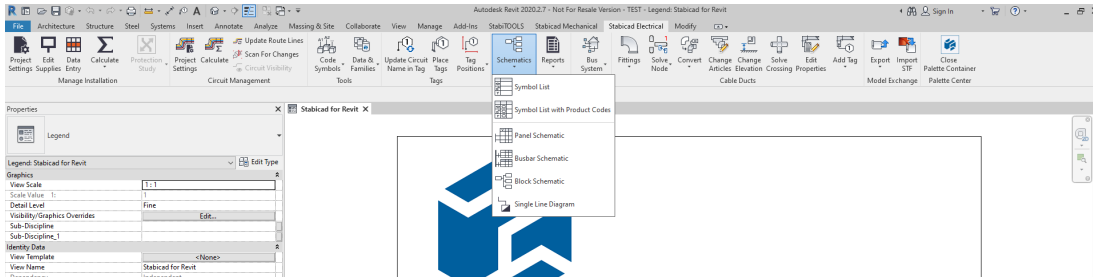 Autodesk Revit 2020.2.7 - Not For Resale Version - TEST - Legend: Stabicad for Revit
Sign In
File Architecture Structure Steel Systems Insert Annotate Analyze Massing & Site Collaborate View Manage Add-Ins StabiTOOLS Stabicad Mechanical Stabicad Electrical Modify
Project Settings
Edit Supplies
Data Entry
Calculate
Protection Study
Project Settings
Calculate
Update Route Lines
Scan For Changes
Circuit Visibility
Code Symbols
Data & Families
Update Circuit Name in Tag
Place Tag
Tag Positions
Schematics
Reports
Bus System
Fittings
Solve Node
Convert
Change Articles
Change Elevation
Solve Crossing
Edit Properties
Add Tag
Export
Import STF
Close Palette Container
Manage Installation
Circuit Management
Tools
Tags
Cable Ducts
Model Exchange
Palette Center
Symbol List
Symbol List with Product Codes
Panel Schematic
Busbar Schematic
Block Schematic
Single Line Diagram
Properties
Stabicad for Revit
Legend
Legend: Stabicad for Revit
Edit Type
Graphics
View Scale 1 : 1
Scale Value 1: 1
Detail Level Fine
Visibility/Graphics Overrides Edit...
Sub-Discipline
Sub-Discipline_1
Identity Data
View Template <None>
View Name Stabicad for Revit